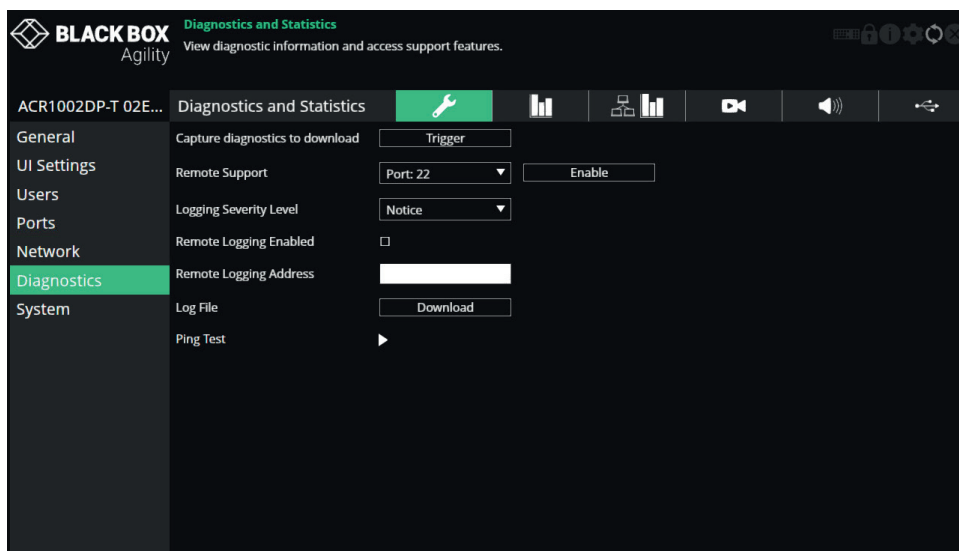 BLACK BOX
Agility
Diagnostics and Statistics
View diagnostic information and access support features.
ACR1002DP-T 02E...
Diagnostics and Statistics
General
UI Settings
Users
Ports
Network
Diagnostics
System
Capture diagnostics to download
Trigger
Remote Support
Port: 22
Enable
Logging Severity Level
Notice
Remote Logging Enabled
Remote Logging Address
Log File
Download
Ping Test